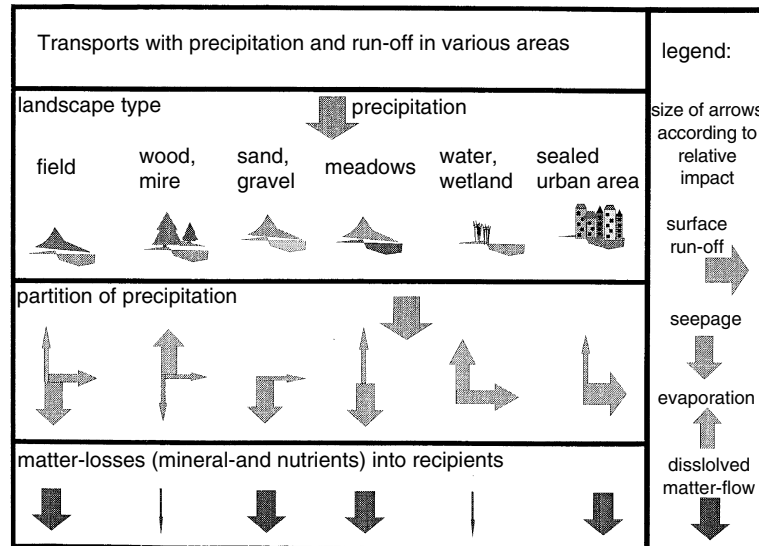 Transports with precipitation and run-off in various areas
landscape type
precipitation
field
wood,
mire
sand,
gravel
meadows
water,
wetland
sealed
urban area
partition of precipitation
matter-losses (mineral-and nutrients) into recipients
legend:
size of arrows
according to
relative
impact
surface
run-off
seepage
evaporation
disslolved
matter-flow